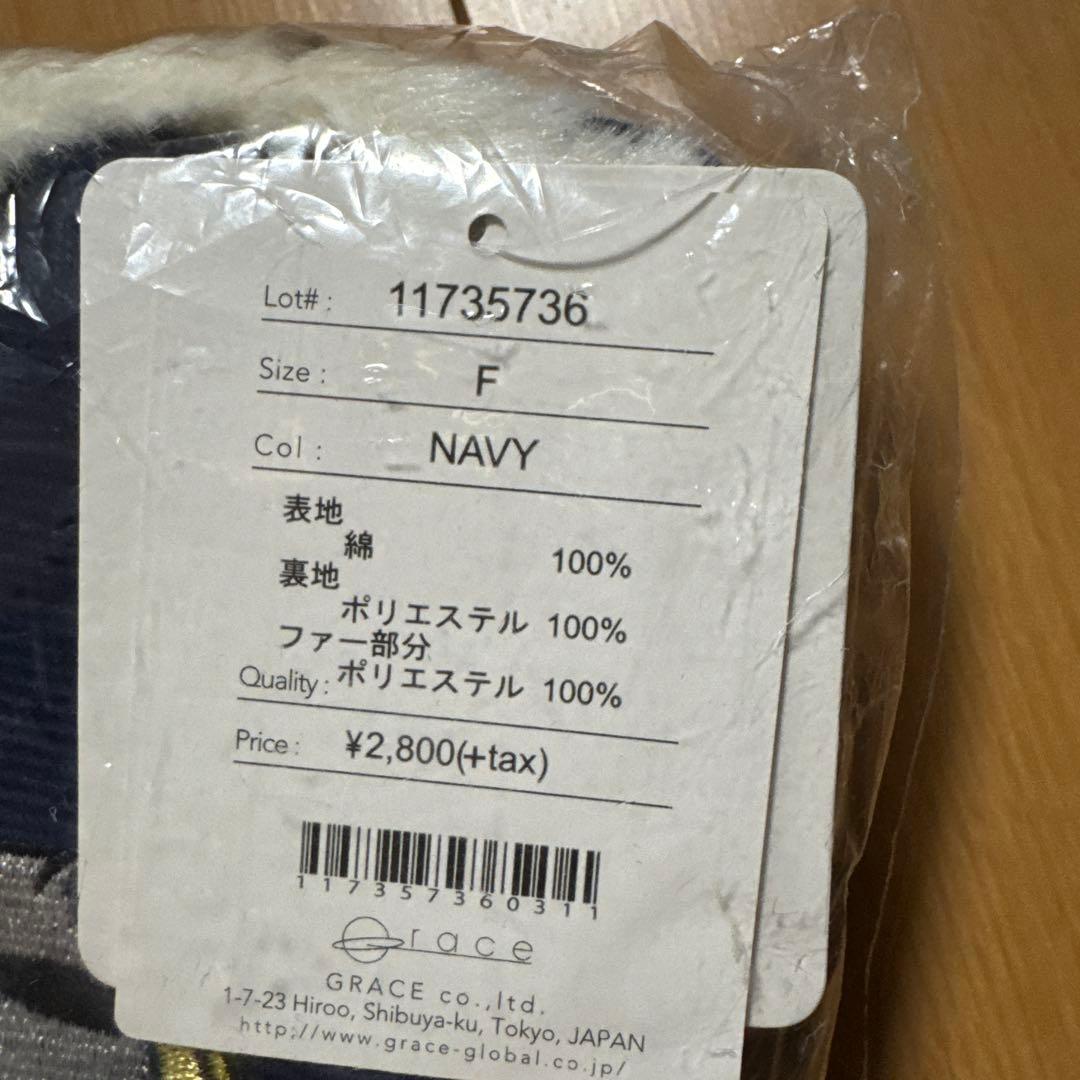 Lot# : 11735736
Size : F
Col : NAVY
表地
綿 100%
裏地
ポリエステル 100%
ファー部分
Quality : ポリエステル 100%
Price : ¥2,800(+tax)
117357360311
Grace
GRACE co.,ltd.
1-7-23 Hiroo, Shibuya-ku, Tokyo, JAPAN
http://www.grace-global.co.jp/